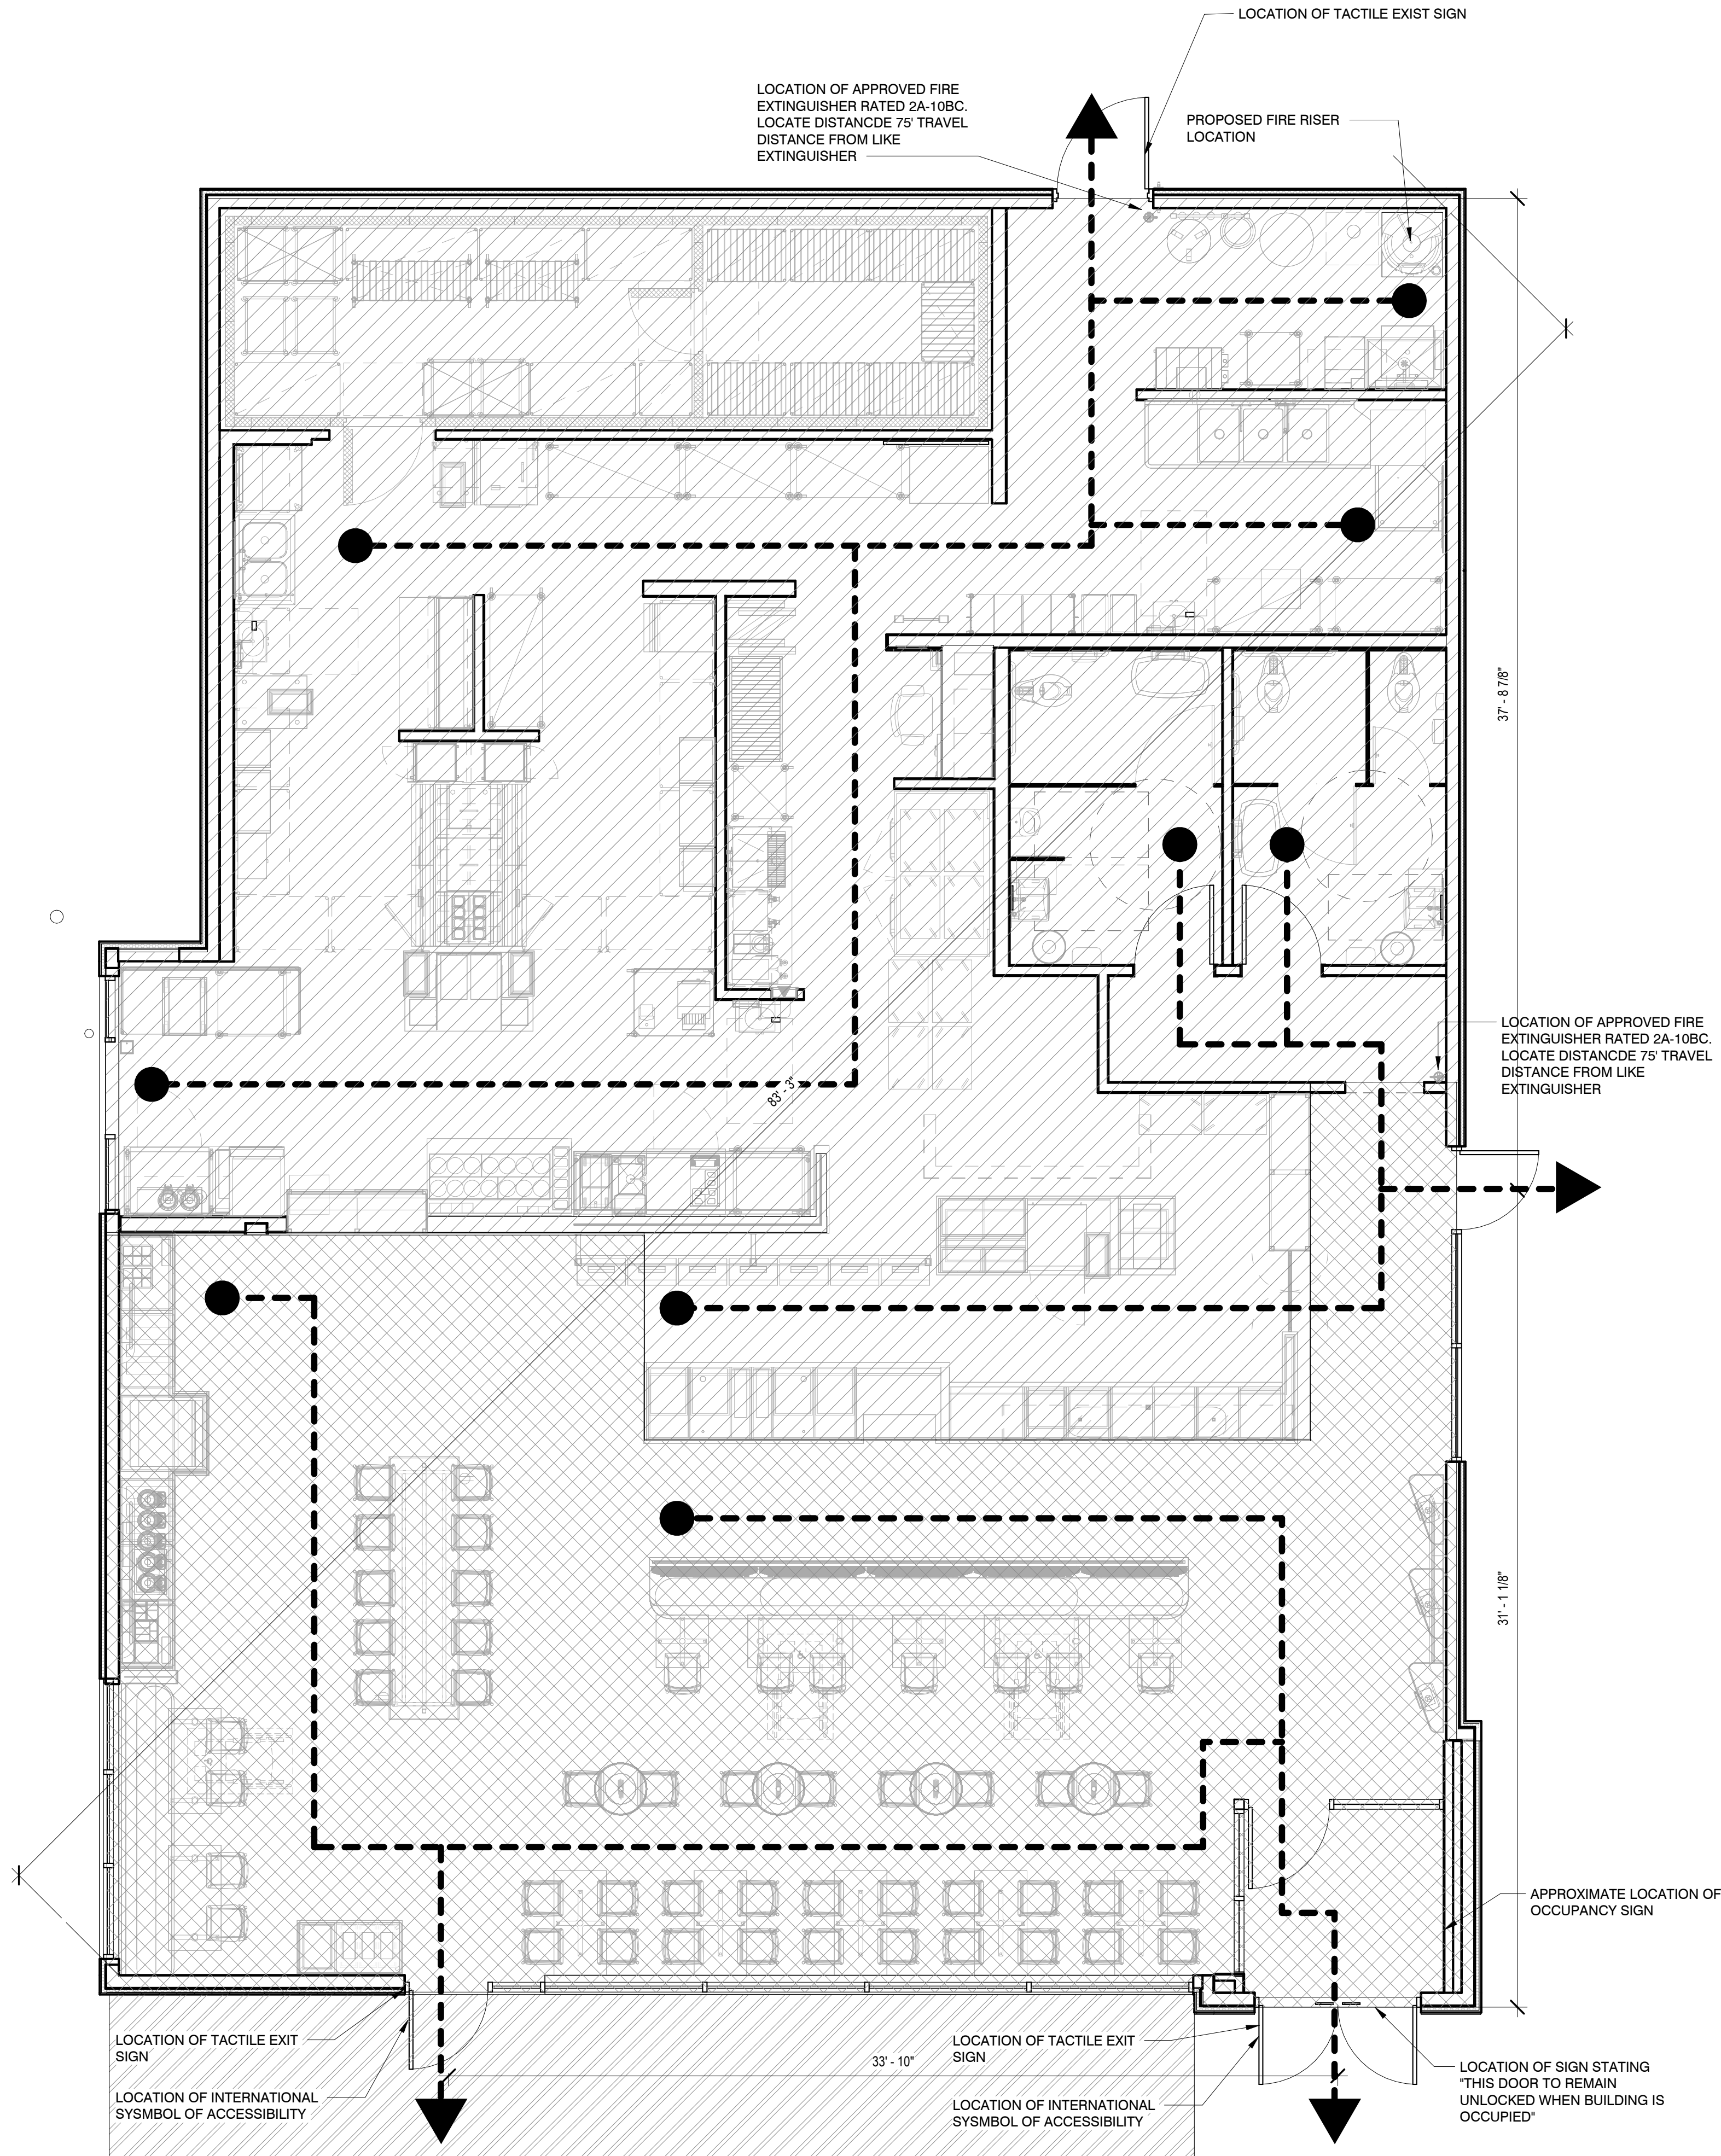 LOCATION OF TACTILE EXIST SIGN
LOCATION OF APPROVED FIRE
EXTINGUISHER RATED 2A-10BC.
LOCATE DISTANCDE 75' TRAVEL
DISTANCE FROM LIKE
EXTINGUISHER
PROPOSED FIRE RISER
LOCATION
37' - 8 7/8"
LOCATION OF APPROVED FIRE
EXTINGUISHER RATED 2A-10BC.
LOCATE DISTANCDE 75' TRAVEL
DISTANCE FROM LIKE
EXTINGUISHER
83' - 3"
31' - 1 1/8"
APPROXIMATE LOCATION OF
OCCUPANCY SIGN
LOCATION OF TACTILE EXIT
SIGN
LOCATION OF INTERNATIONAL
SYSMBOL OF ACCESSIBILITY
33' - 10"
LOCATION OF TACTILE EXIT
SIGN
LOCATION OF INTERNATIONAL
SYSMBOL OF ACCESSIBILITY
LOCATION OF SIGN STATING
"THIS DOOR TO REMAIN
UNLOCKED WHEN BUILDING IS
OCCUPIED"